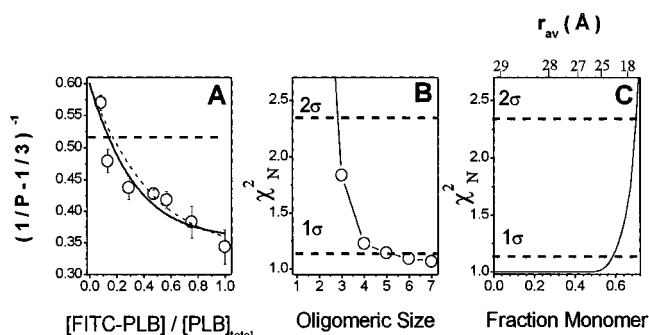 r_av (Å)
29 28 27 25 18
A
B
C
(1/P-1/3)⁻¹
0.60
0.55
0.50
0.45
0.40
0.35
0.30
0.0 0.2 0.4 0.6 0.8 1.0
[FITC-PLB] / [PLB]total
χ²N
2.5
2.0
1.5
1.0
2σ
1σ
1 2 3 4 5 6 7
Oligomeric Size
χ²N
2.5
2.0
1.5
1.0
2σ
1σ
0.0 0.2 0.4 0.6
Fraction Monomer